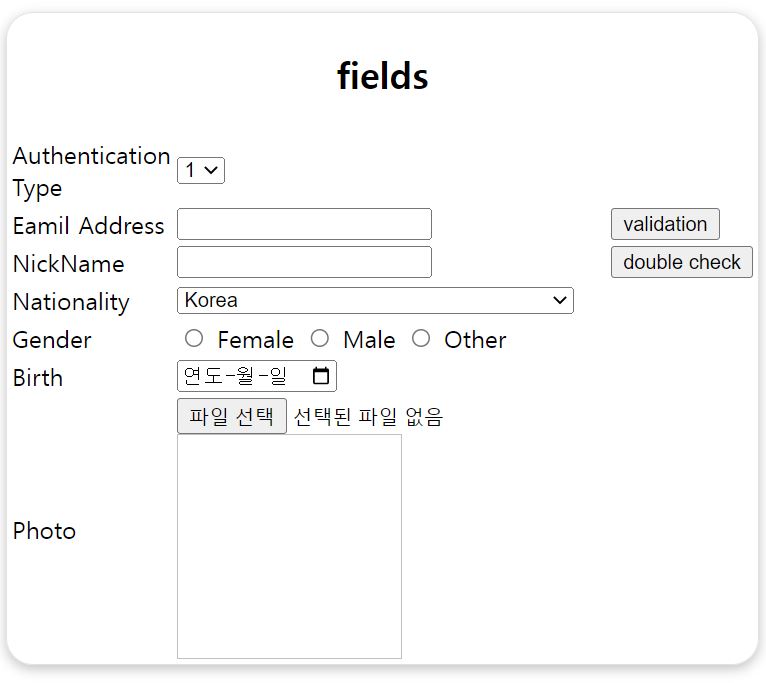 fields
Authentication
Type
1
Eamil Address
validation
NickName
double check
Nationality
Korea
Gender
Female
Male
Other
Birth
연도-월-일
파일 선택 선택된 파일 없음
Photo